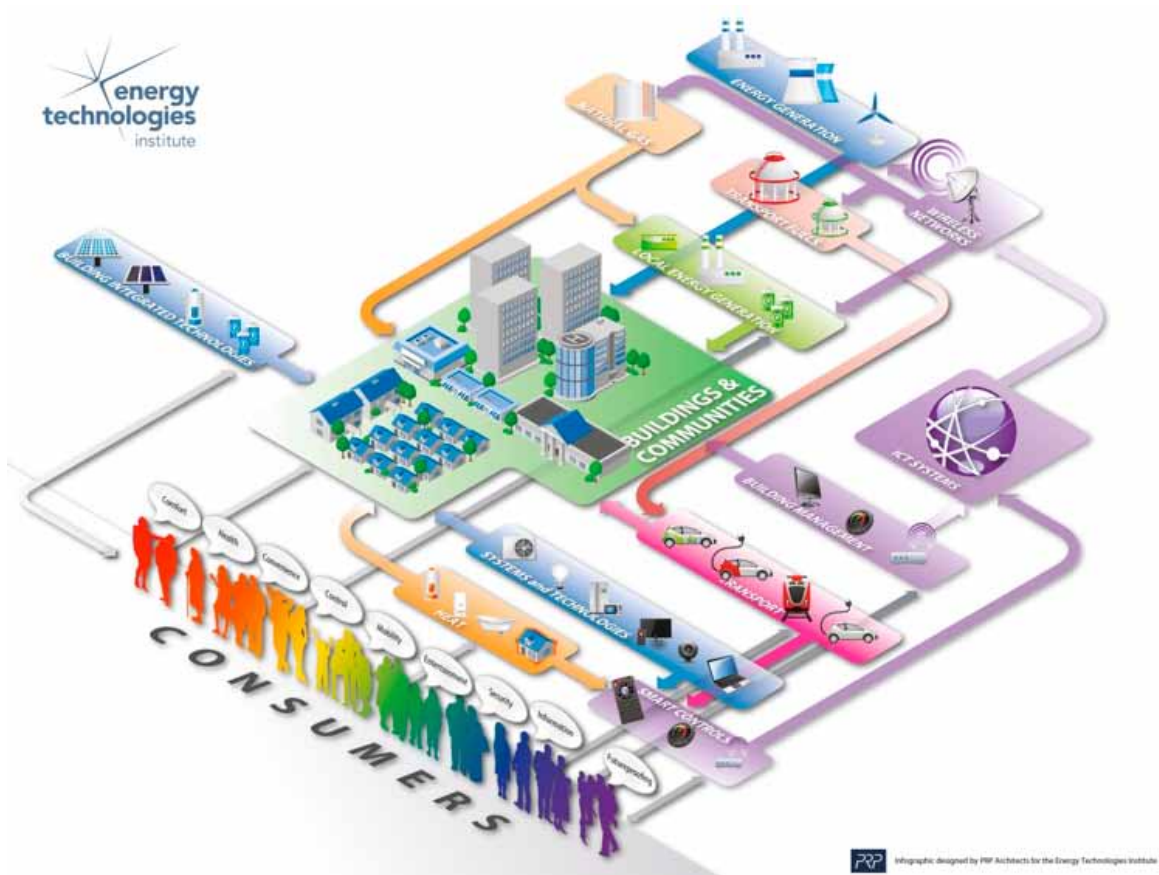 energy
technologies
institute
ENERGY GENERATION
NATURAL GAS
TRANSPORT FUELS
WIRELESS
NETWORKS
LOCAL ENERGY GENERATION
BUILDING INTEGRATED TECHNOLOGIES
BUILDINGS &
COMMUNITIES
ICT SYSTEMS
BUILDING MANAGEMENT
SYSTEMS and TECHNOLOGIES
TRANSPORT
HEAT
SMART CONTROLS
Comfort
Health
Convenience
Control
Mobility
Entertainment
Security
Information
Futureproofing
CONSUMERS
PRP
Infographic designed by PRP Architects for the Energy Technologies Institute